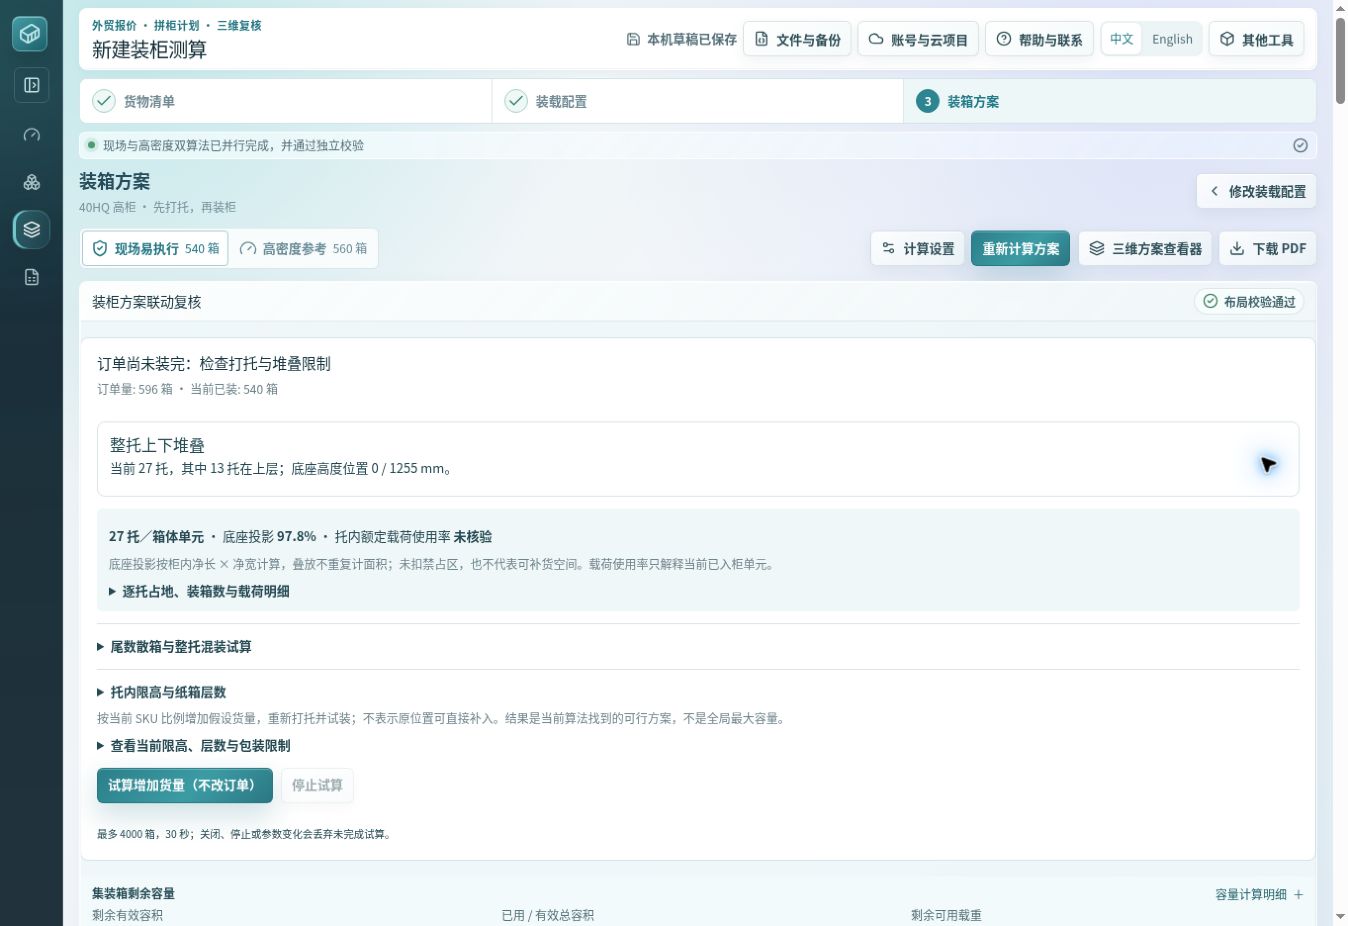 外贸报价 · 拼柜计划 · 三维复核
新建装柜测算
本机草稿已保存
文件与备份
账号与云项目
帮助与联系
中文
English
其他工具
货物清单
装载配置
3 装箱方案
现场与高密度双算法已并行完成，并通过独立校验
装箱方案
40HQ 高柜 · 先打托，再装柜
修改装载配置
现场易执行 540 箱
高密度参考 560 箱
计算设置
重新计算方案
三维方案查看器
下载 PDF
装柜方案联动复核
布局校验通过
订单尚未装完：检查打托与堆叠限制
订单量: 596 箱 · 当前已装: 540 箱
整托上下堆叠
当前 27 托，其中 13 托在上层；底座高度位置 0 / 1255 mm。
27 托／箱体单元 · 底座投影 97.8% · 托内额定载荷使用率 未核验
底座投影按柜内净长 × 净宽计算，叠放不重复计面积；未扣禁占区，也不代表可补货空间。载荷使用率只解释当前已入柜单元。
逐托占地、装箱数与载荷明细
尾数散箱与整托混装试算
托内限高与纸箱层数
按当前 SKU 比例增加假设货量，重新打托并试装；不表示原位置可直接补入。结果是当前算法找到的可行方案，不是全局最大容量。
查看当前限高、层数与包装限制
试算增加货量（不改订单）
停止试算
最多 4000 箱，30 秒；关闭、停止或参数变化会丢弃未完成试算。
集装箱剩余容量
容量计算明细 +
剩余有效容积
已用 / 有效总容积
剩余可用载重